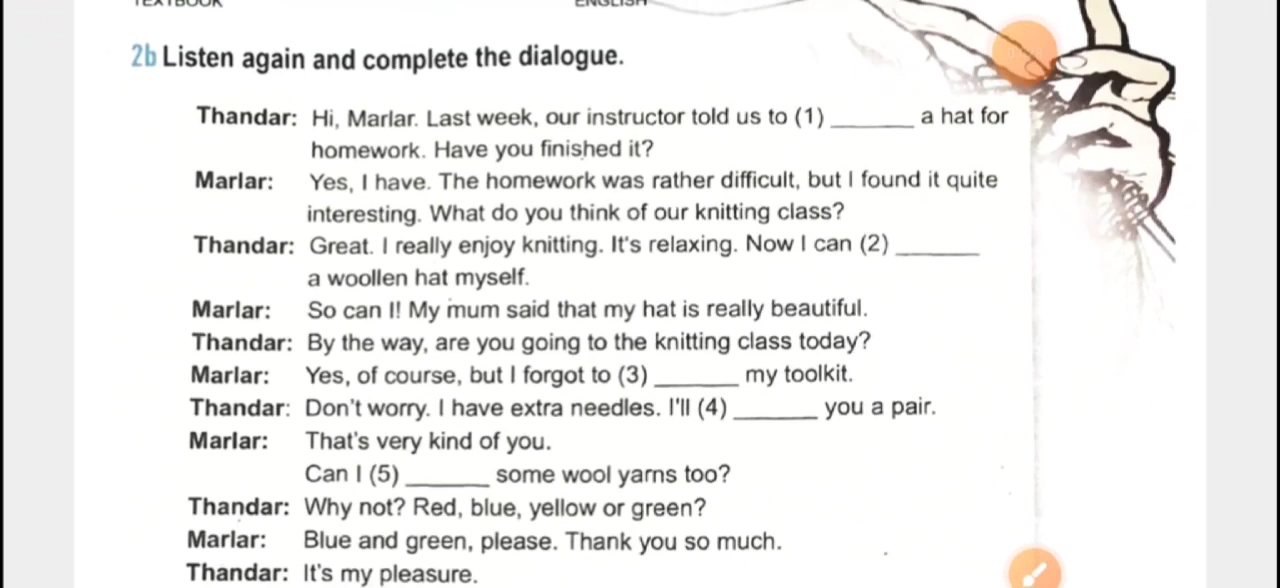 TEXTBOOK ENGLISH
2b Listen again and complete the dialogue.
Thandar: Hi, Marlar. Last week, our instructor told us to (1) ______ a hat for
homework. Have you finished it?
Marlar: Yes, I have. The homework was rather difficult, but I found it quite
interesting. What do you think of our knitting class?
Thandar: Great. I really enjoy knitting. It's relaxing. Now I can (2) ______
a woollen hat myself.
Marlar: So can I! My mum said that my hat is really beautiful.
Thandar: By the way, are you going to the knitting class today?
Marlar: Yes, of course, but I forgot to (3) ______ my toolkit.
Thandar: Don't worry. I have extra needles. I'll (4) ______ you a pair.
Marlar: That's very kind of you.
Can I (5) ______ some wool yarns too?
Thandar: Why not? Red, blue, yellow or green?
Marlar: Blue and green, please. Thank you so much.
Thandar: It's my pleasure.